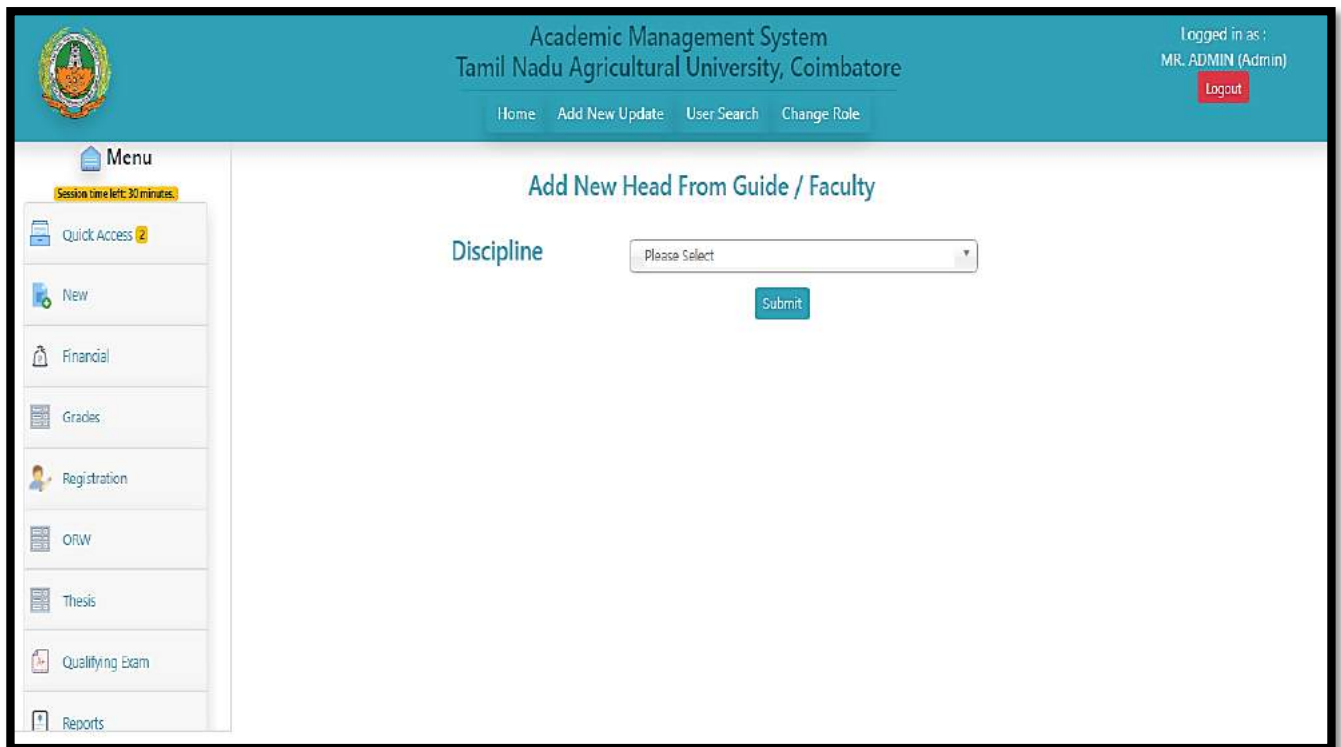 Academic Management System
Tamil Nadu Agricultural University, Coimbatore
Home Add New Update User Search Change Role
Logged in as :
MR. ADMIN (Admin)
Logout
Menu
Session time left: 30 minutes.
Quick Access 2
New
Financial
Grades
Registration
ORW
Thesis
Qualifying Exam
Reports
Add New Head From Guide / Faculty
Discipline Please Select
Submit